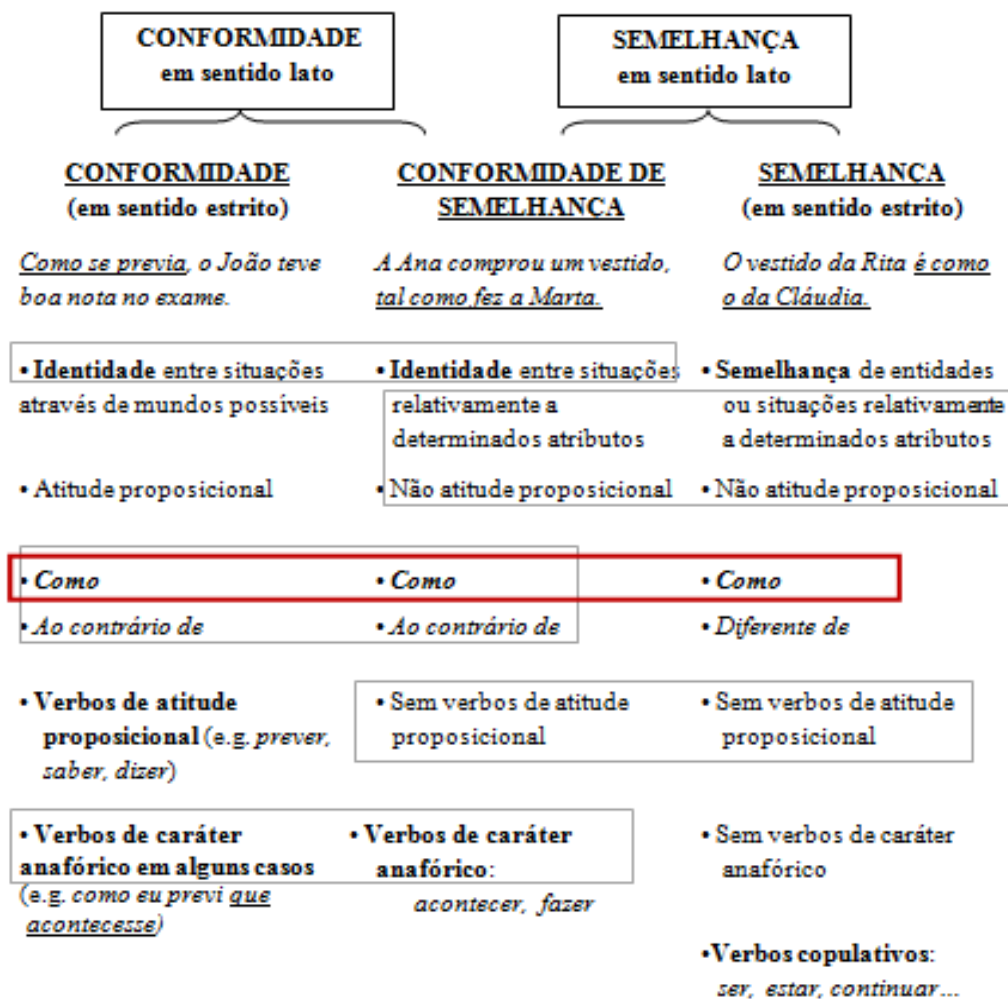 CONFORMIDADE
em sentido lato
SEMELHANÇA
em sentido lato
CONFORMIDADE
(em sentido estrito)
CONFORMIDADE DE
SEMELHANÇA
SEMELHANÇA
(em sentido estrito)
Como se previa, o João teve
boa nota no exame.
A Ana comprou um vestido,
tal como fez a Marta.
O vestido da Rita é como
o da Cláudia.
• Identidade entre situações
através de mundos possíveis
• Identidade entre situações
relativamente a
determinados atributos
• Semelhança de entidades
ou situações relativamente
a determinados atributos
• Atitude proposicional
• Não atitude proposicional
• Não atitude proposicional
• Como
• Como
• Como
• Ao contrário de
• Ao contrário de
• Diferente de
• Verbos de atitude
proposicional (e.g. prever,
saber, dizer)
• Sem verbos de atitude
proposicional
• Sem verbos de atitude
proposicional
• Verbos de caráter
anafórico em alguns casos
(e.g. como eu previ que
acontecesse)
• Verbos de caráter
anafórico:
acontecer, fazer
• Sem verbos de caráter
anafórico
•Verbos copulativos:
ser, estar, continuar...